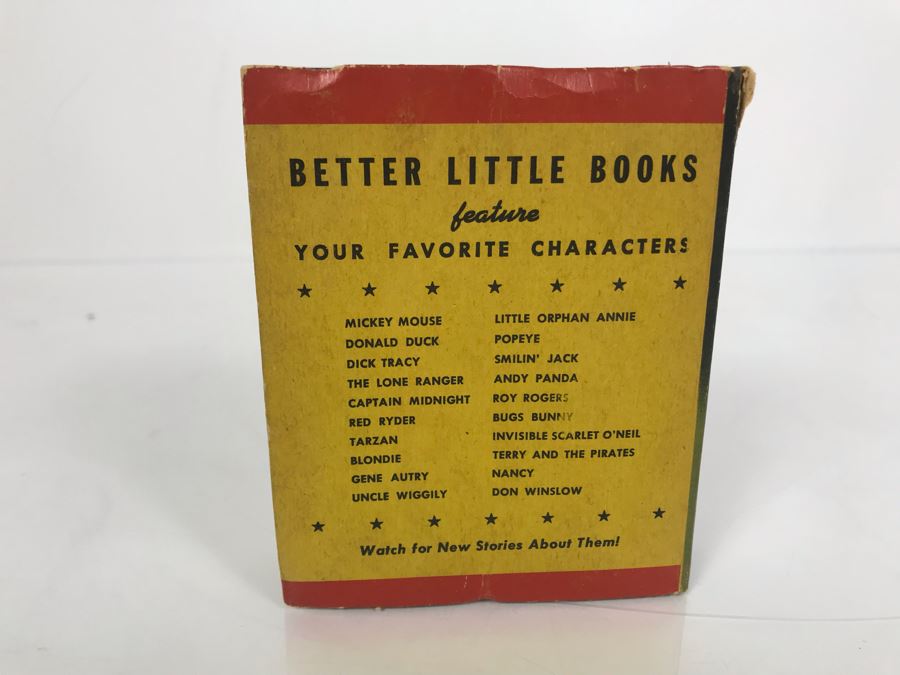 BETTER LITTLE BOOKS
feature
YOUR FAVORITE CHARACTERS
MICKEY MOUSE
DONALD DUCK
DICK TRACY
THE LONE RANGER
CAPTAIN MIDNIGHT
RED RYDER
TARZAN
BLONDIE
GENE AUTRY
UNCLE WIGGILY
LITTLE ORPHAN ANNIE
POPEYE
SMILIN' JACK
ANDY PANDA
ROY ROGERS
BUGS BUNNY
INVISIBLE SCARLET O'NEIL
TERRY AND THE PIRATES
NANCY
DON WINSLOW
Watch for New Stories About Them!